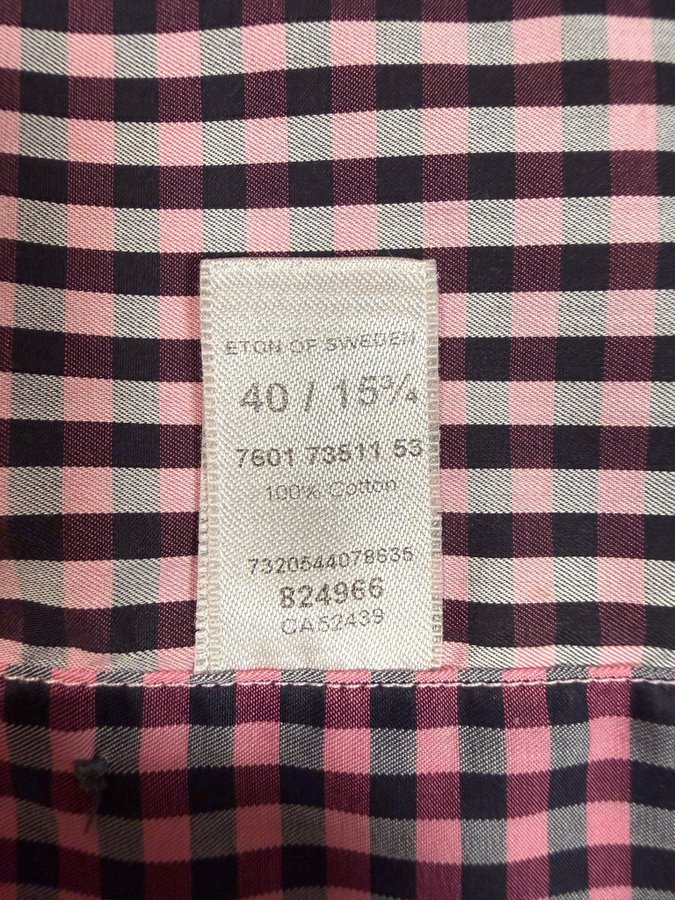 ETON OF SWEDEN
40 / 15¾
7601 73511 53
100% Cotton
7320544078635
824966
CA52439